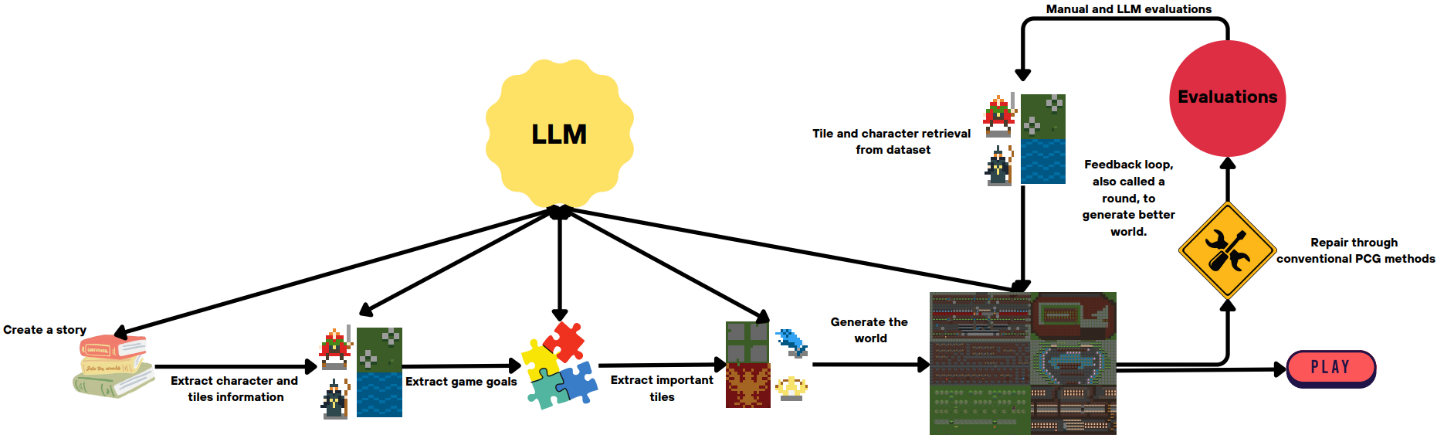 Manual and LLM evaluations
LLM
Evaluations
Tile and character retrieval
from dataset
Feedback loop,
also called a
round, to
generate better
world.
Repair through
conventional PCG methods
Create a story
Extract character and
tiles information
Extract game goals
Extract important
tiles
Generate the
world
PLAY